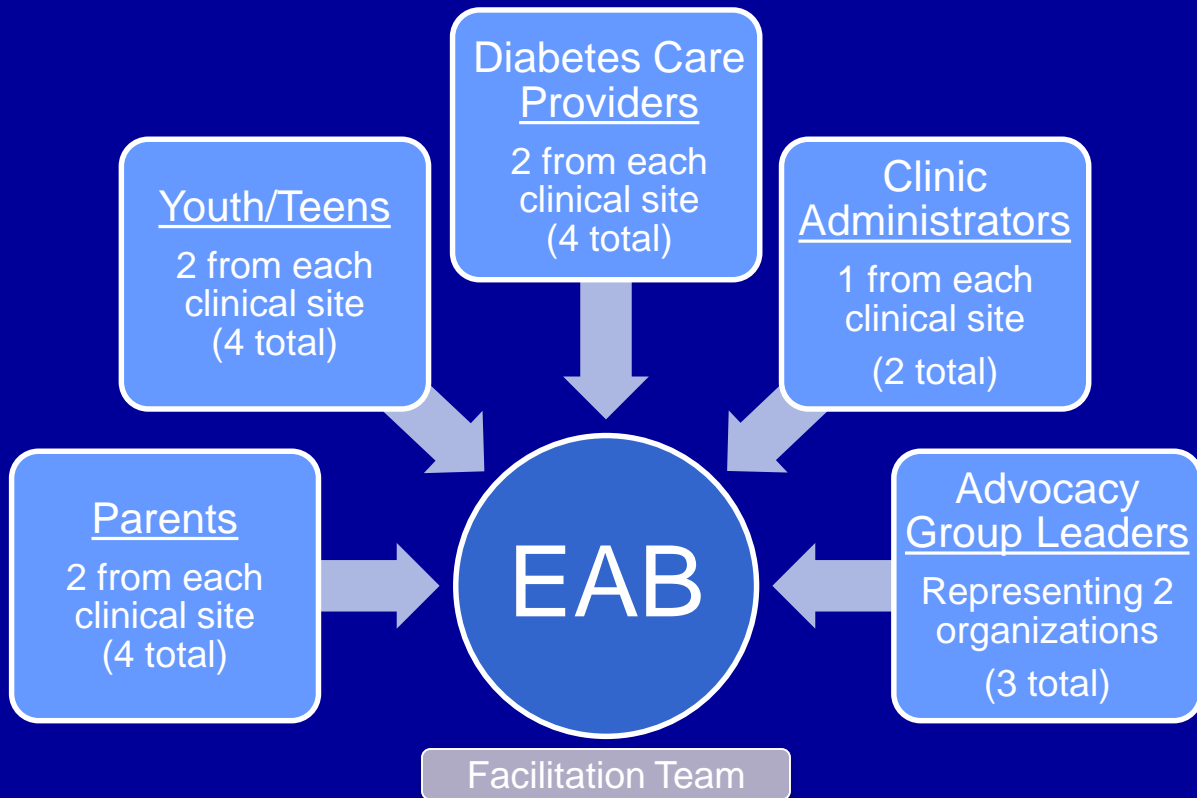 Diabetes Care
Providers
2 from each
clinical site
(4 total)
Youth/Teens
2 from each
clinical site
(4 total)
Clinic
Administrators
1 from each
clinical site
(2 total)
Parents
2 from each
clinical site
(4 total)
EAB
Advocacy
Group Leaders
Representing 2
organizations
(3 total)
Facilitation Team